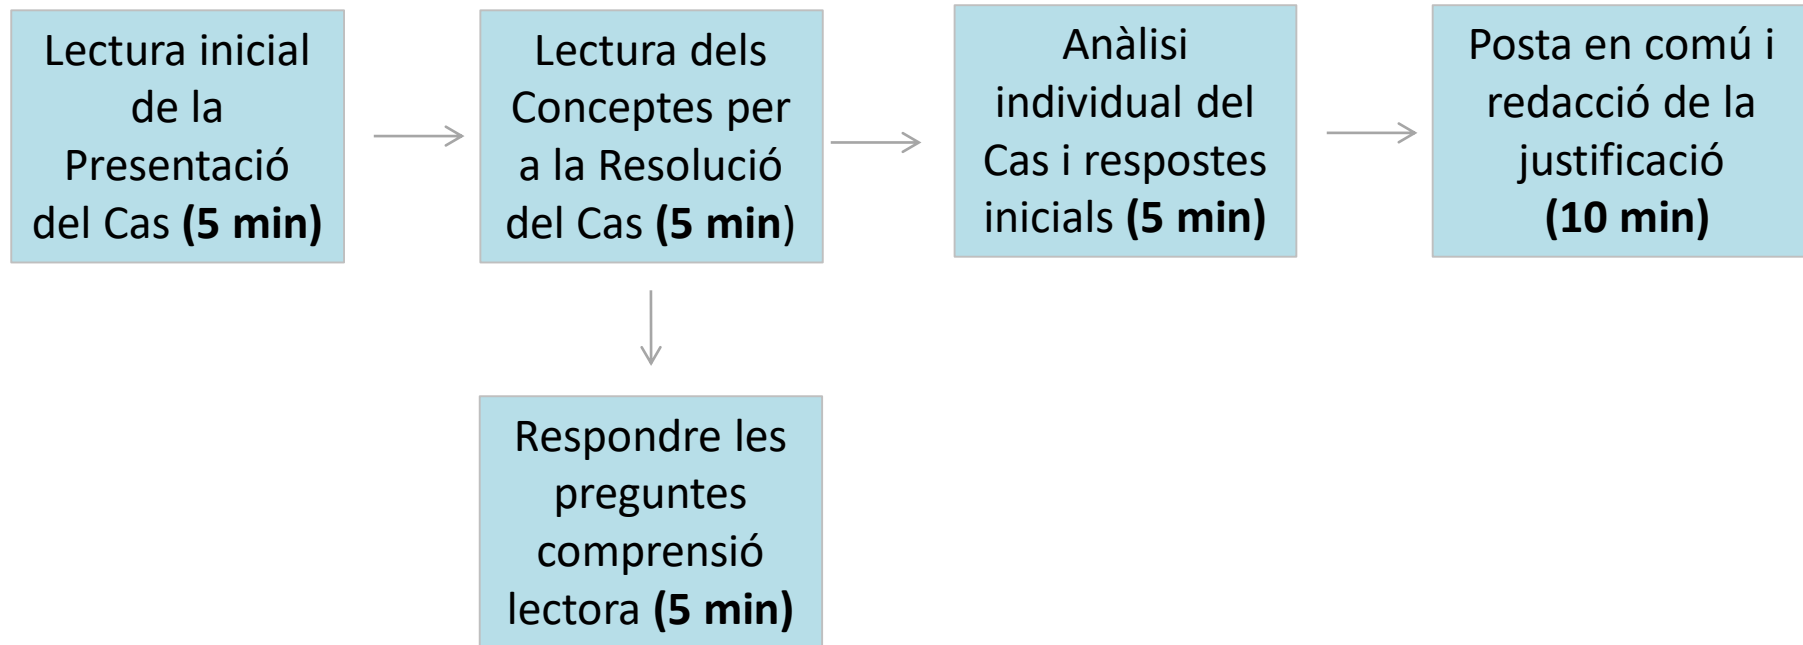 Lectura inicial
de la
Presentació
del Cas (5 min)
Lectura dels
Conceptes per
a la Resolució
del Cas (5 min)
Anàlisi
individual del
Cas i respostes
inicials (5 min)
Posta en comú i
redacció de la
justificació
(10 min)
Respondre les
preguntes
comprensió
lectora (5 min)